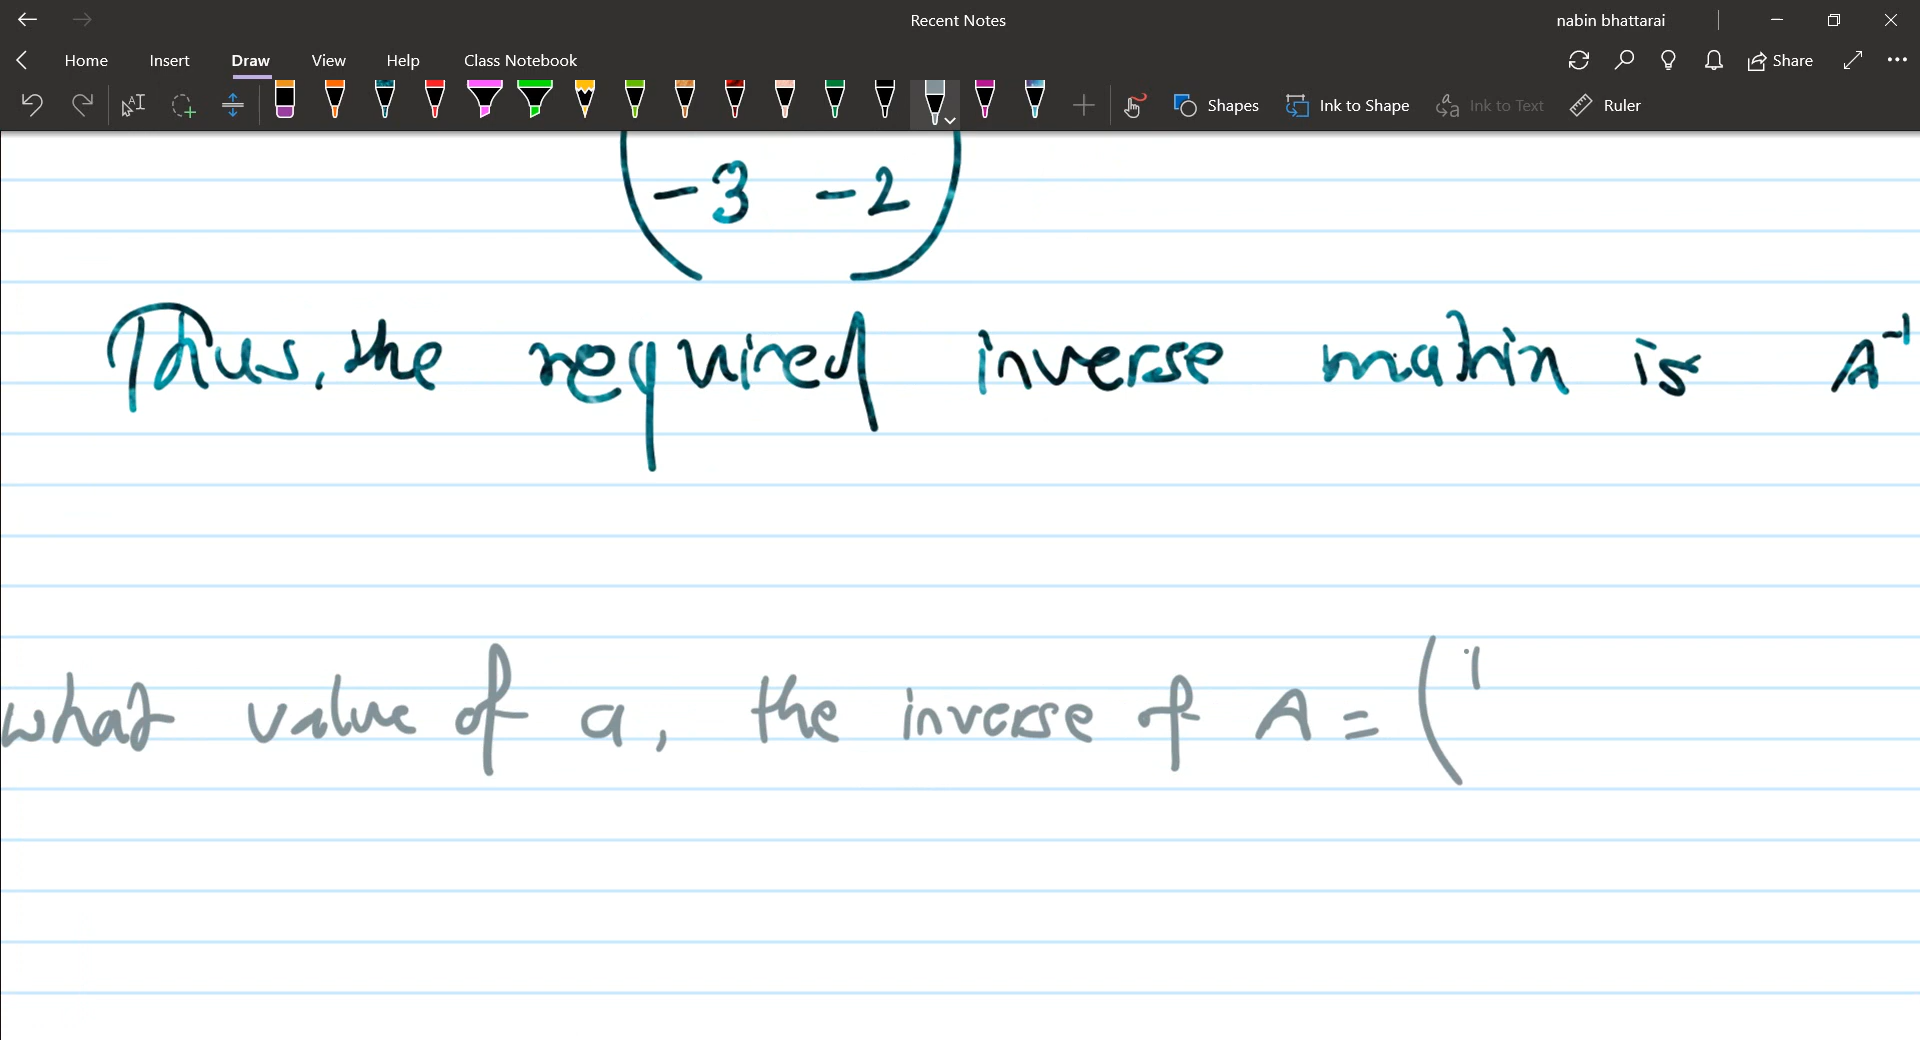 Recent Notes
nabin bhattarai
Home Insert Draw View Help Class Notebook
Share
Shapes Ink to Shape Ink to Text Ruler
-3 -2
Thus, the required inverse matrix is A⁻¹
what value of a, the inverse of A = ( 1